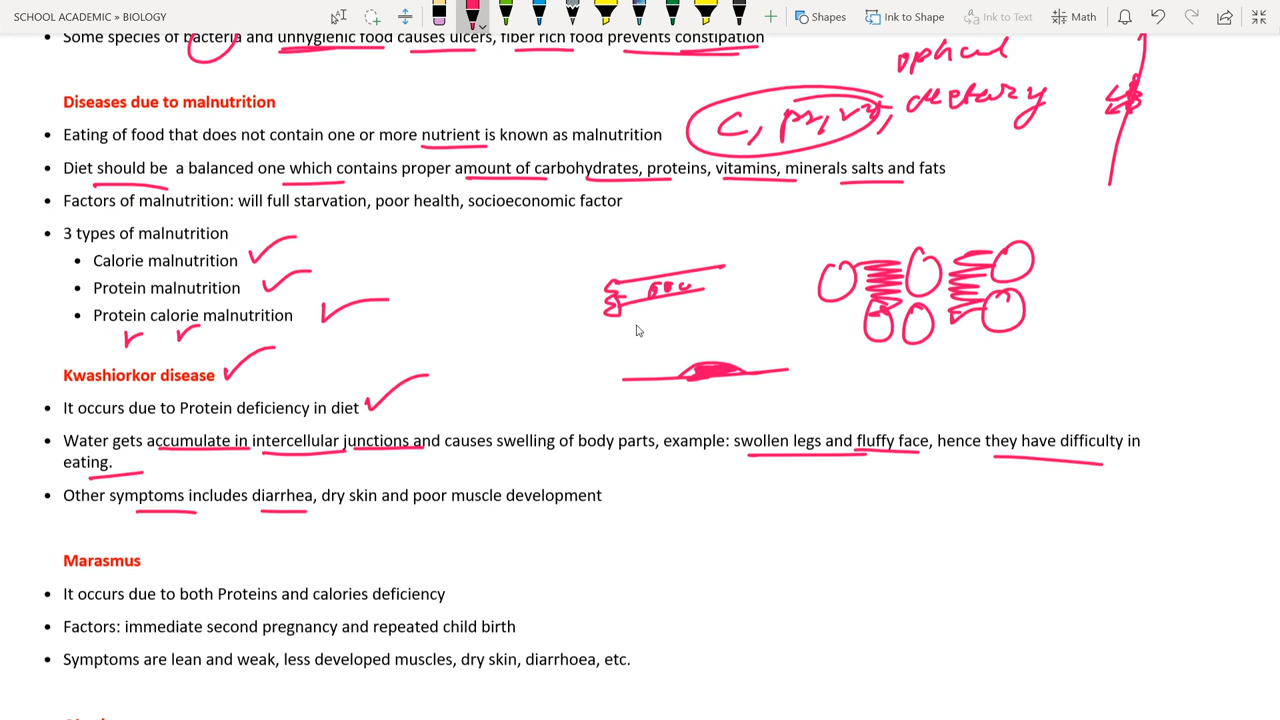 SCHOOL ACADEMIC » BIOLOGY
Shapes
Ink to Shape
Ink to Text
Math
Some species of bacteria and unhygienic food causes ulcers, fiber rich food prevents constipation
Diseases due to malnutrition
dietary
Eating of food that does not contain one or more nutrient is known as malnutrition
Diet should be a balanced one which contains proper amount of carbohydrates, proteins, vitamins, minerals salts and fats
Factors of malnutrition: will full starvation, poor health, socioeconomic factor
3 types of malnutrition
Calorie malnutrition
Protein malnutrition
Protein calorie malnutrition
Kwashiorkor disease
It occurs due to Protein deficiency in diet
Water gets accumulate in intercellular junctions and causes swelling of body parts, example: swollen legs and fluffy face, hence they have difficulty in
eating.
Other symptoms includes diarrhea, dry skin and poor muscle development
Marasmus
It occurs due to both Proteins and calories deficiency
Factors: immediate second pregnancy and repeated child birth
Symptoms are lean and weak, less developed muscles, dry skin, diarrhoea, etc.